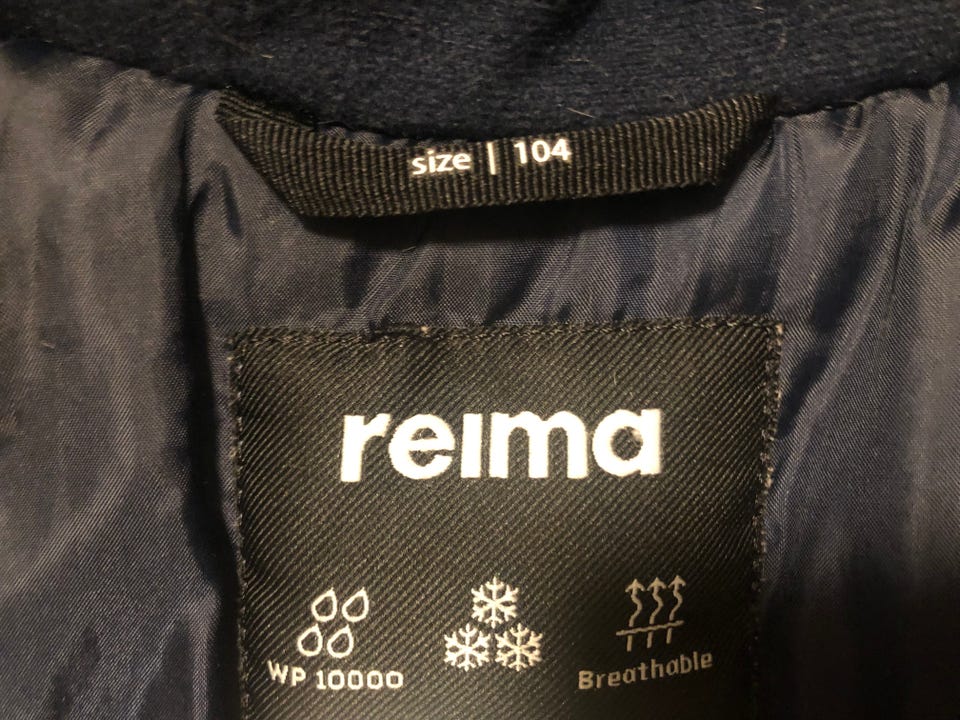 size | 104
reima
WP 10000
Breathable